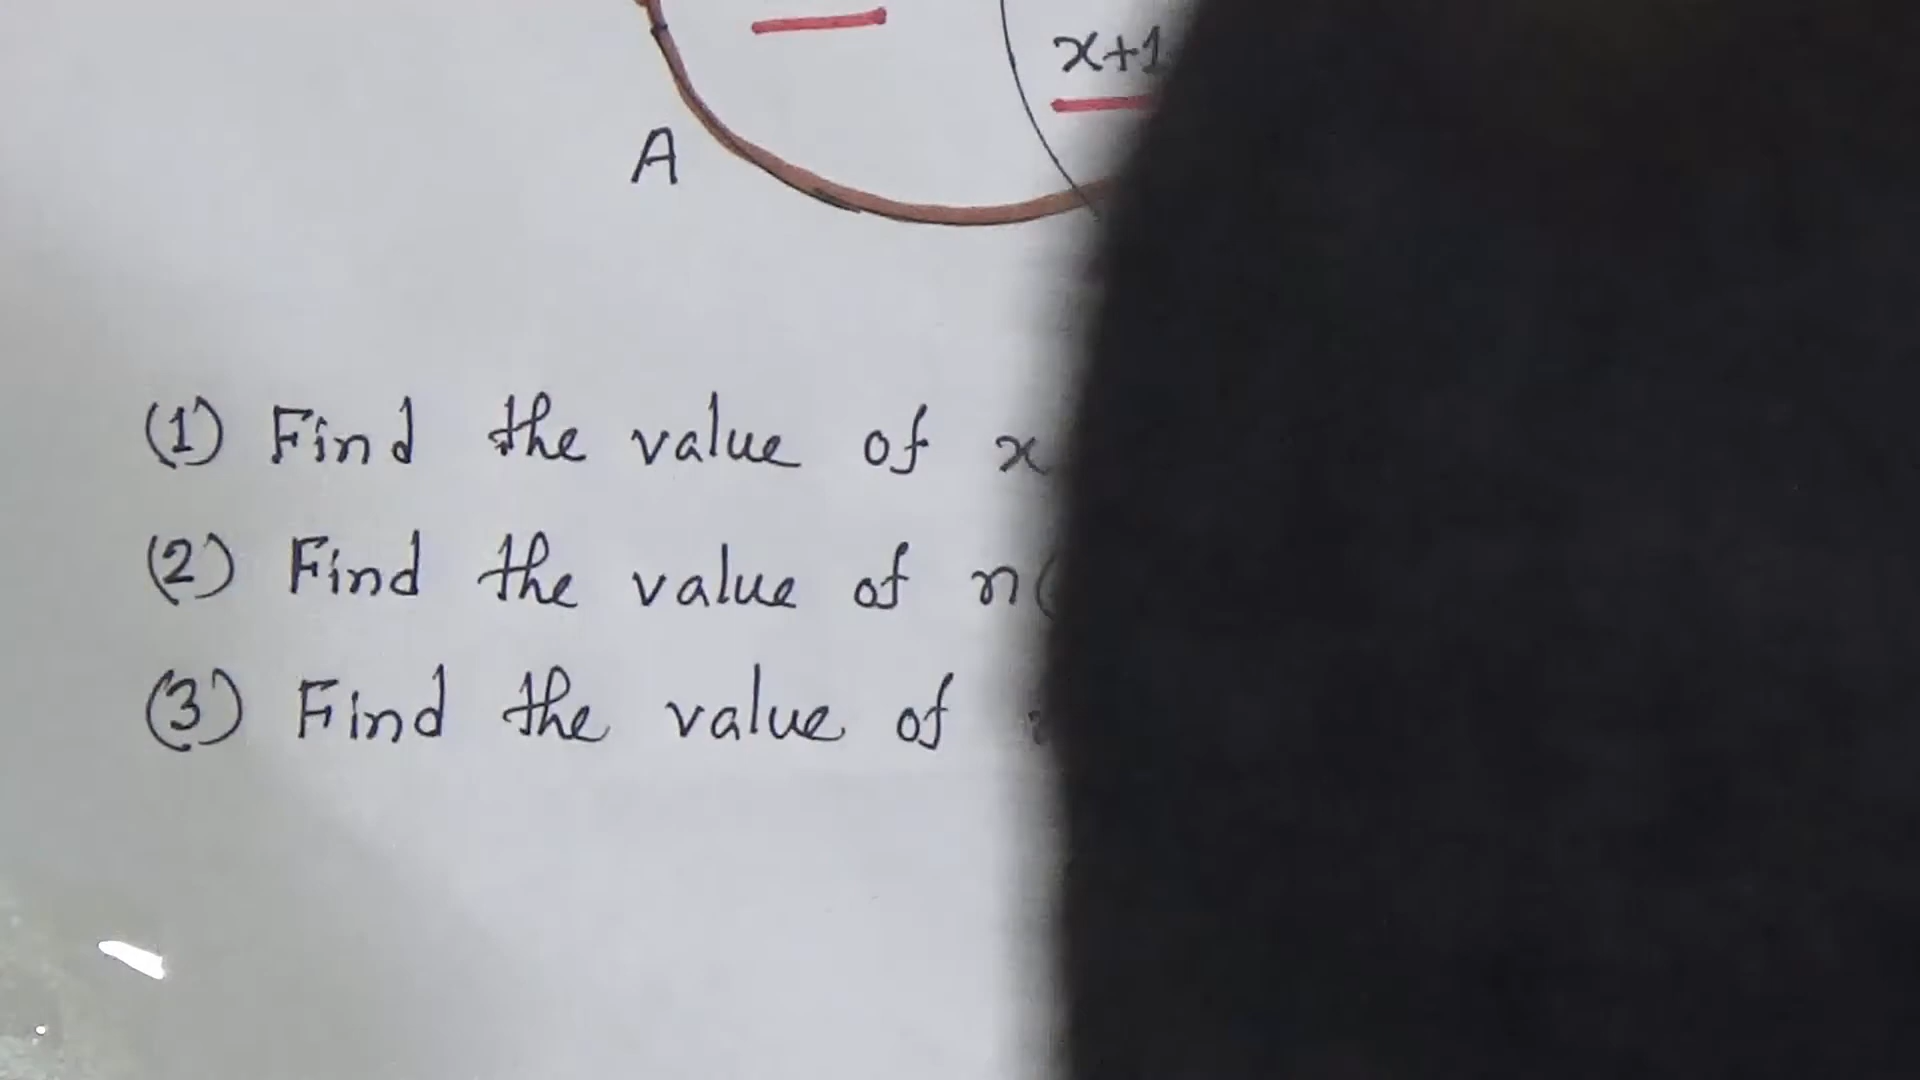 x+1
A
(1) Find the value of x
(2) Find the value of n(
(3) Find the value of